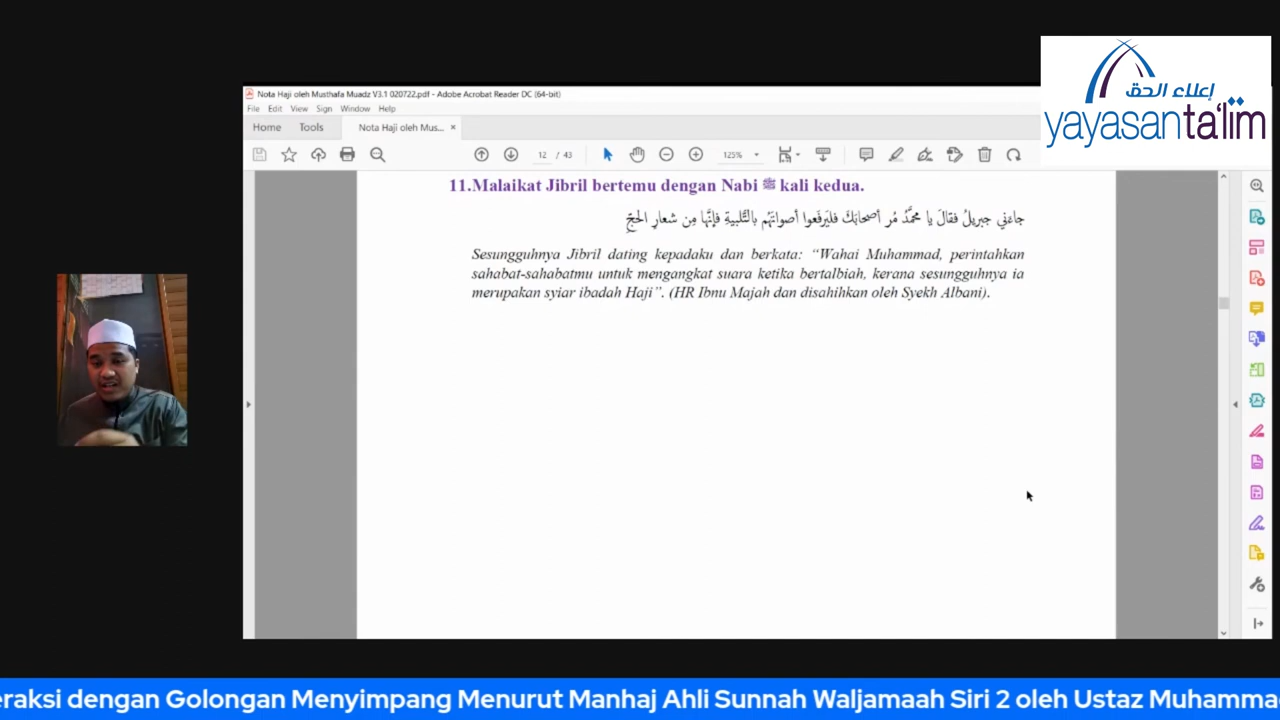 إعلاء الحق
yayasanta'lim
Nota Haji oleh Musthafa Muadz V3.1 020722.pdf - Adobe Acrobat Reader DC (64-bit)
File Edit View Sign Window Help
Home Tools Nota Haji oleh Mus... ×
12 / 43 125%
11.Malaikat Jibril bertemu dengan Nabi ﷺ kali kedua.
جاءَني جبريلُ فقالَ يا محمَّدُ مُر أصحابَكَ فليَرفَعوا أصواتَهُم بالتَّلبيةِ فإنَّها مِن شعارِ الحَجِّ
Sesungguhnya Jibril dating kepadaku dan berkata: “Wahai Muhammad, perintahkan
sahabat-sahabatmu untuk mengangkat suara ketika bertalbiah, kerana sesungguhnya ia
merupakan syiar ibadah Haji”. (HR Ibnu Majah dan disahihkan oleh Syekh Albani).
eraksi dengan Golongan Menyimpang Menurut Manhaj Ahli Sunnah Waljamaah Siri 2 oleh Ustaz Muhamma